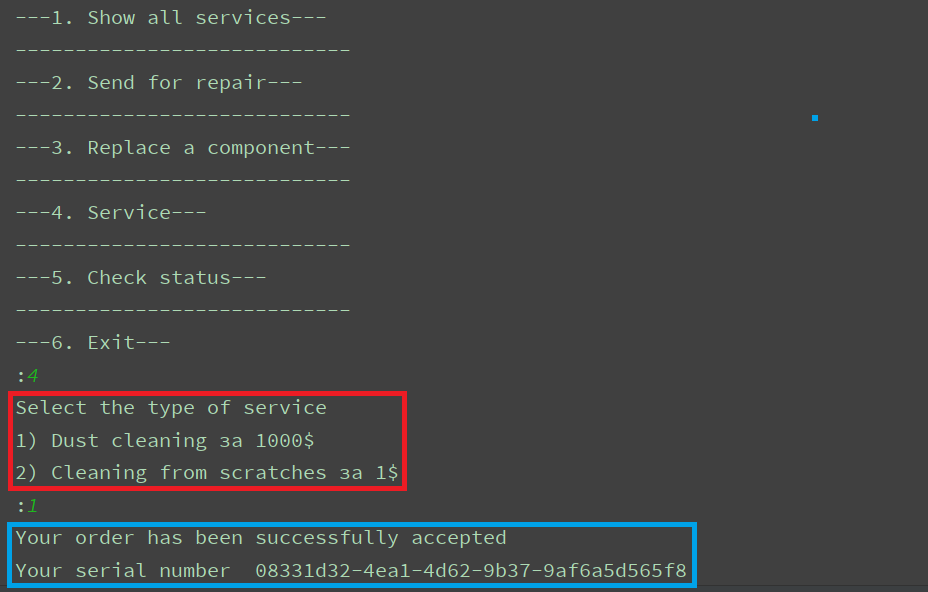 ---1. Show all services---
----------------------------
---2. Send for repair---
----------------------------
---3. Replace a component---
----------------------------
---4. Service---
----------------------------
---5. Check status---
----------------------------
---6. Exit---
:4
Select the type of service
1) Dust cleaning за 1000$
2) Cleaning from scratches за 1$
:1
Your order has been successfully accepted
Your serial number  08331d32-4ea1-4d62-9b37-9af6a5d565f8